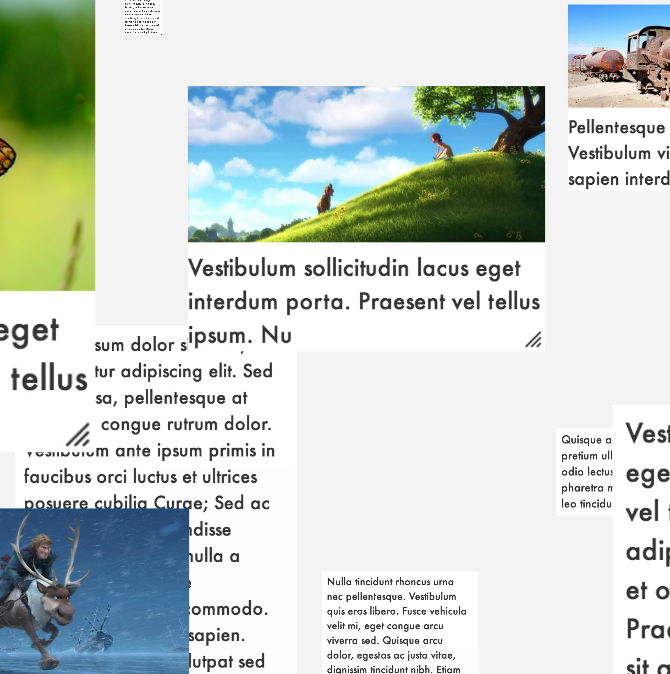 Pellentesque
Vestibulum
sapien interd
Vestibulum sollicitudin lacus eget
interdum porta. Praesent vel tellus
ipsum. Nu
eget
tellus
sum dolor s
tur adipiscing elit. Sed
sa, pellentesque at
congue rutrum dolor.
Vestibulum ante ipsum primis in
faucibus orci luctus et ultrices
posuere cubilia Curae; Sed ac
ndisse
nulla a
commodo.
sapien.
lutpat sed
Quisque a
pretium ull
odio lectus
pharetra
leo tincidu
Vest
ege
vel
adip
et o
Prae
sit a
Nulla tincidunt rhoncus urna
nec pellentesque. Vestibulum
quis eros libero. Fusce vehicula
velit mi, eget congue arcu
viverra sed. Quisque arcu
dolor, egestas ac justo vitae,
dignissim tincidunt nibh. Etiam